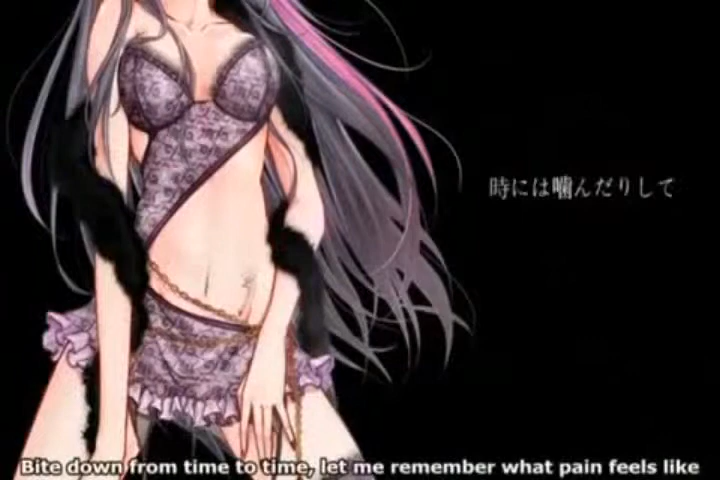 時には噛んだりして
Bite down from time to time, let me remember what pain feels like